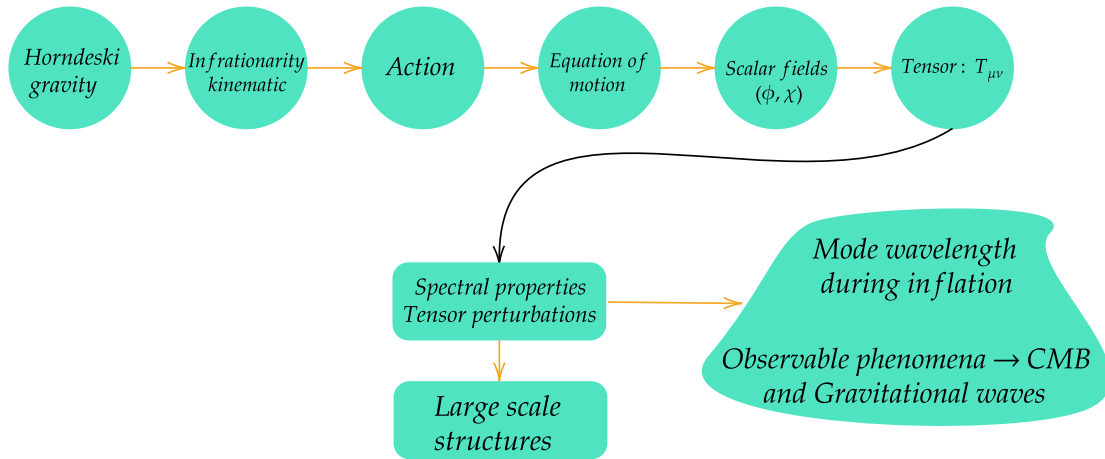 Horndeski
gravity
Infrationarity
kinematic
Action
Equation of
motion
Scalar fields
(ϕ, χ)
Tensor : Tμν
Spectral properties
Tensor perturbations
Mode wavelength
during inflation
Observable phenomena → CMB
and Gravitational waves
Large scale
structures